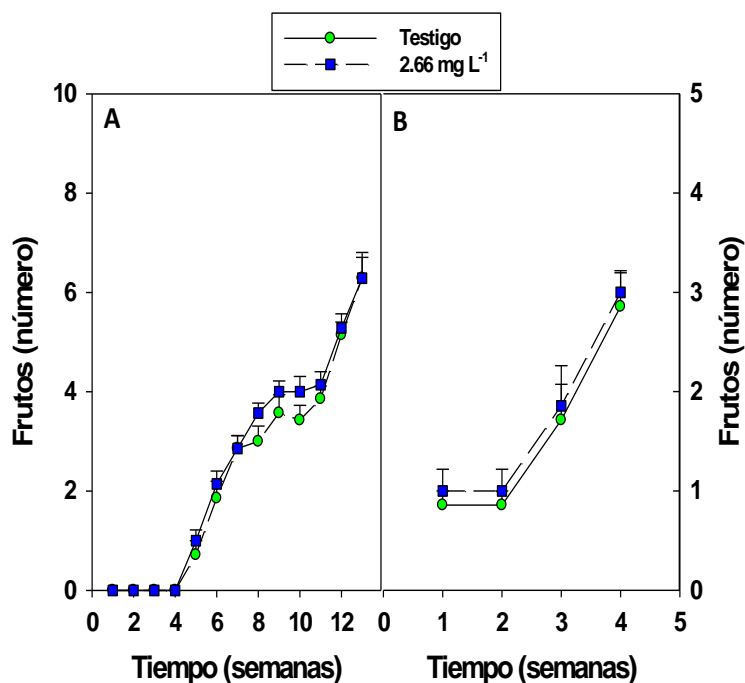 Testigo
2.66 mg L⁻¹
A
B
10
8
6
4
2
0
Frutos (número)
0 2 4 6 8 10 12
Tiempo (semanas)
5
4
3
2
1
0
Frutos (número)
0 1 2 3 4 5
Tiempo (semanas)